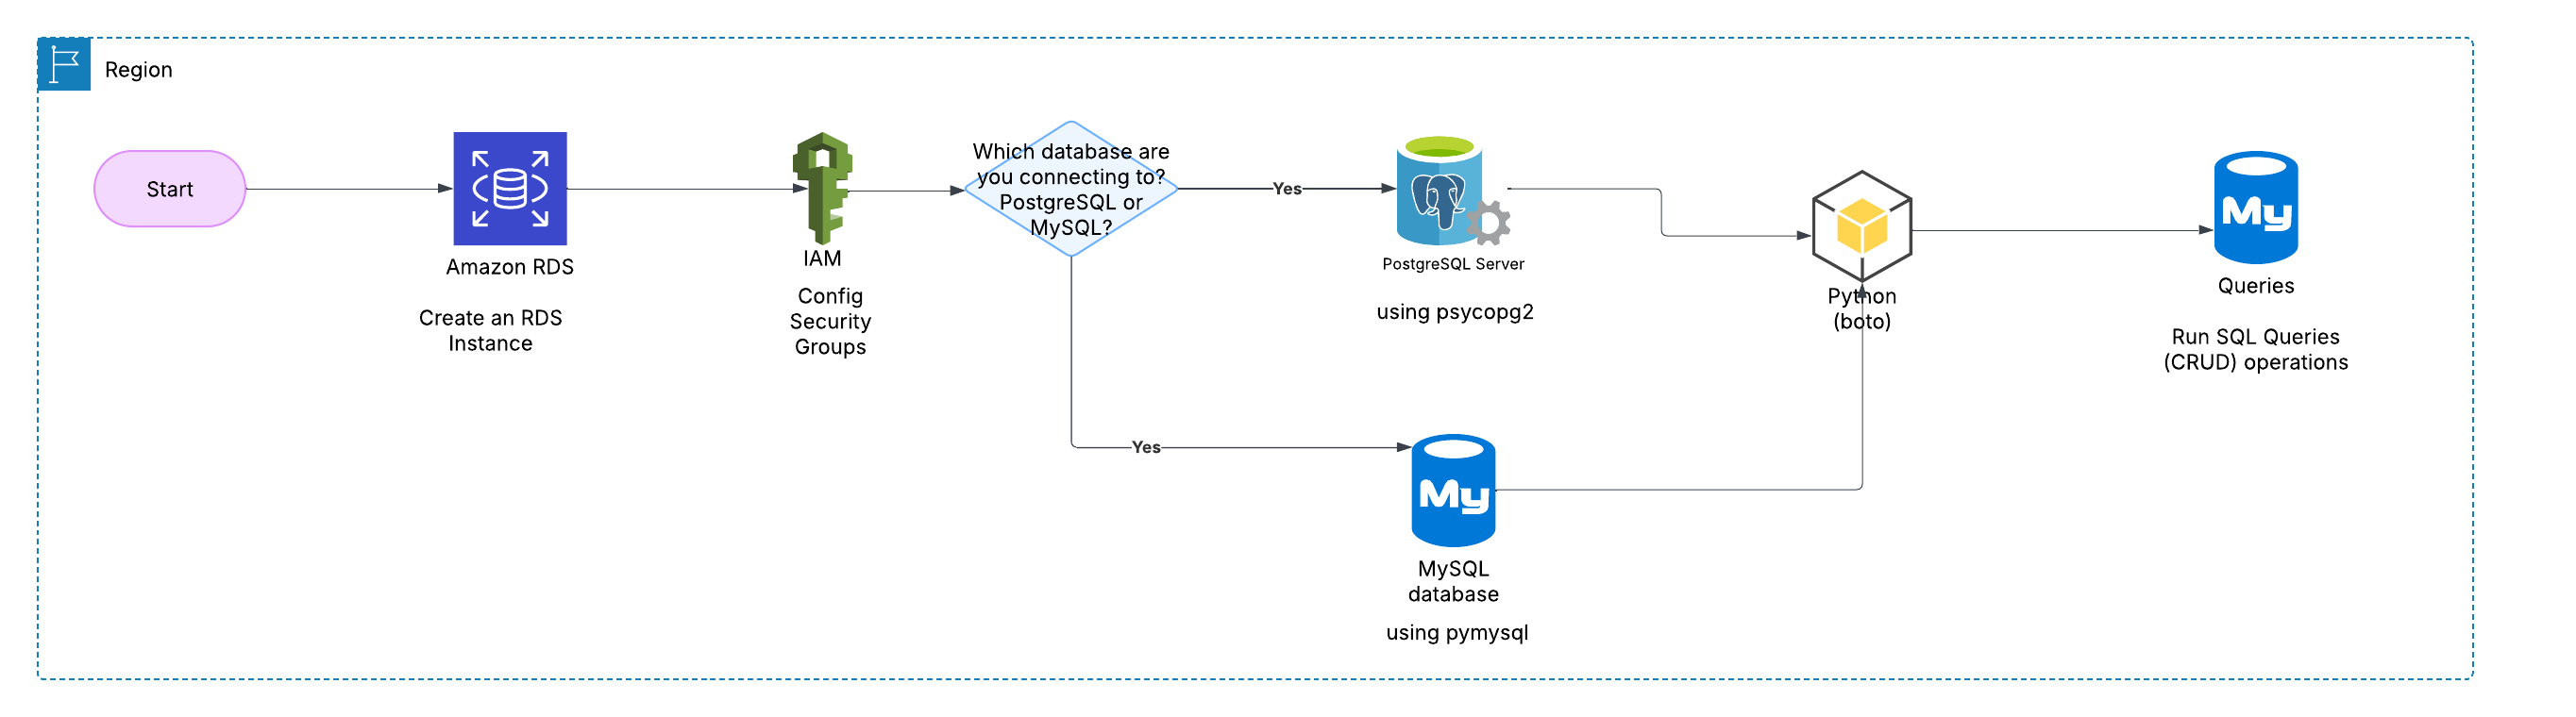 Region
Start
Amazon RDS
Create an RDS
Instance
IAM
Config
Security
Groups
Which database are
you connecting to?
PostgreSQL or
MySQL?
Yes
PostgreSQL Server
using psycopg2
Yes
My
MySQL
database
using pymysql
Python
(boto)
My
Queries
Run SQL Queries
(CRUD) operations